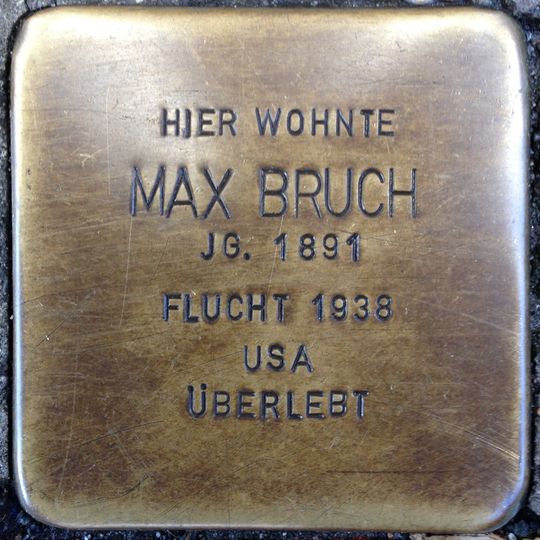 HIER WOHNTE
MAX BRUCH
JG. 1891
FLUCHT 1938
USA
ÜBERLEBT